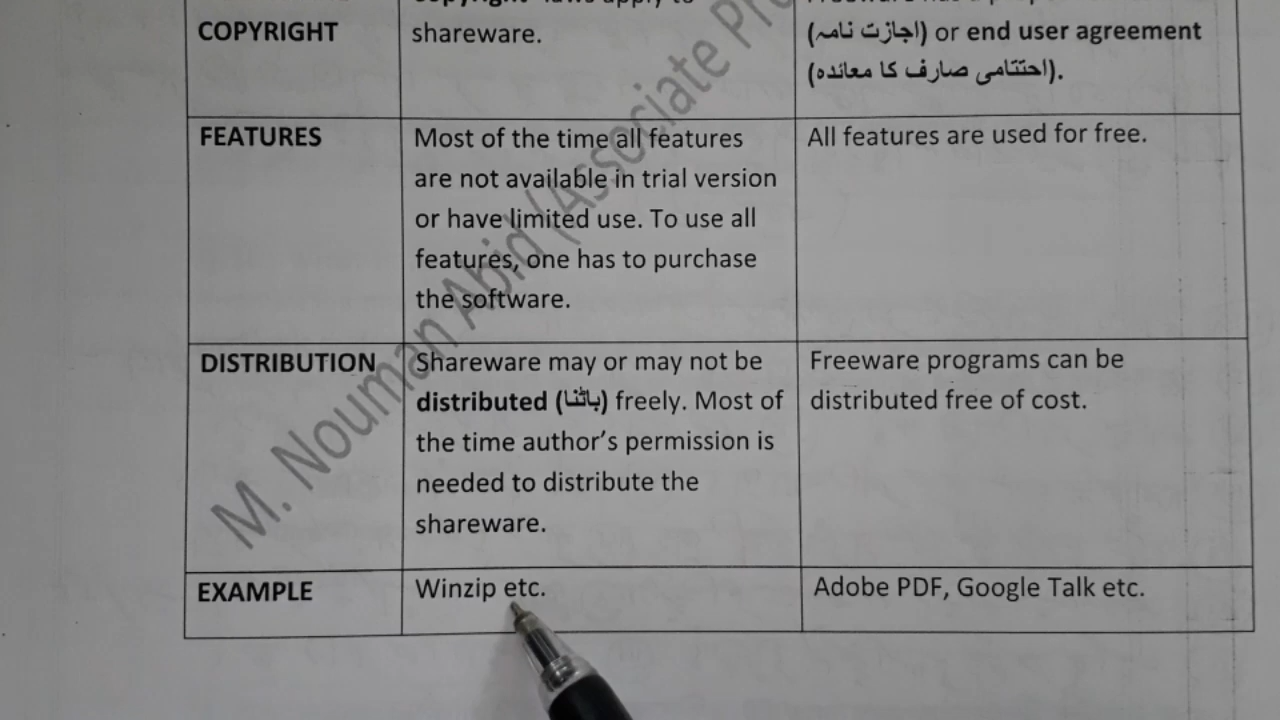 COPYRIGHT
shareware.
(اجازت نامہ) or end user agreement
(اختتامی صارف کا معائدہ).
FEATURES
Most of the time all features
are not available in trial version
or have limited use. To use all
features, one has to purchase
the software.
All features are used for free.
DISTRIBUTION
Shareware may or may not be
distributed (بانٹنا) freely. Most of
the time author's permission is
needed to distribute the
shareware.
Freeware programs can be
distributed free of cost.
EXAMPLE
Winzip etc.
Adobe PDF, Google Talk etc.
M. Nouman Abid (Associate